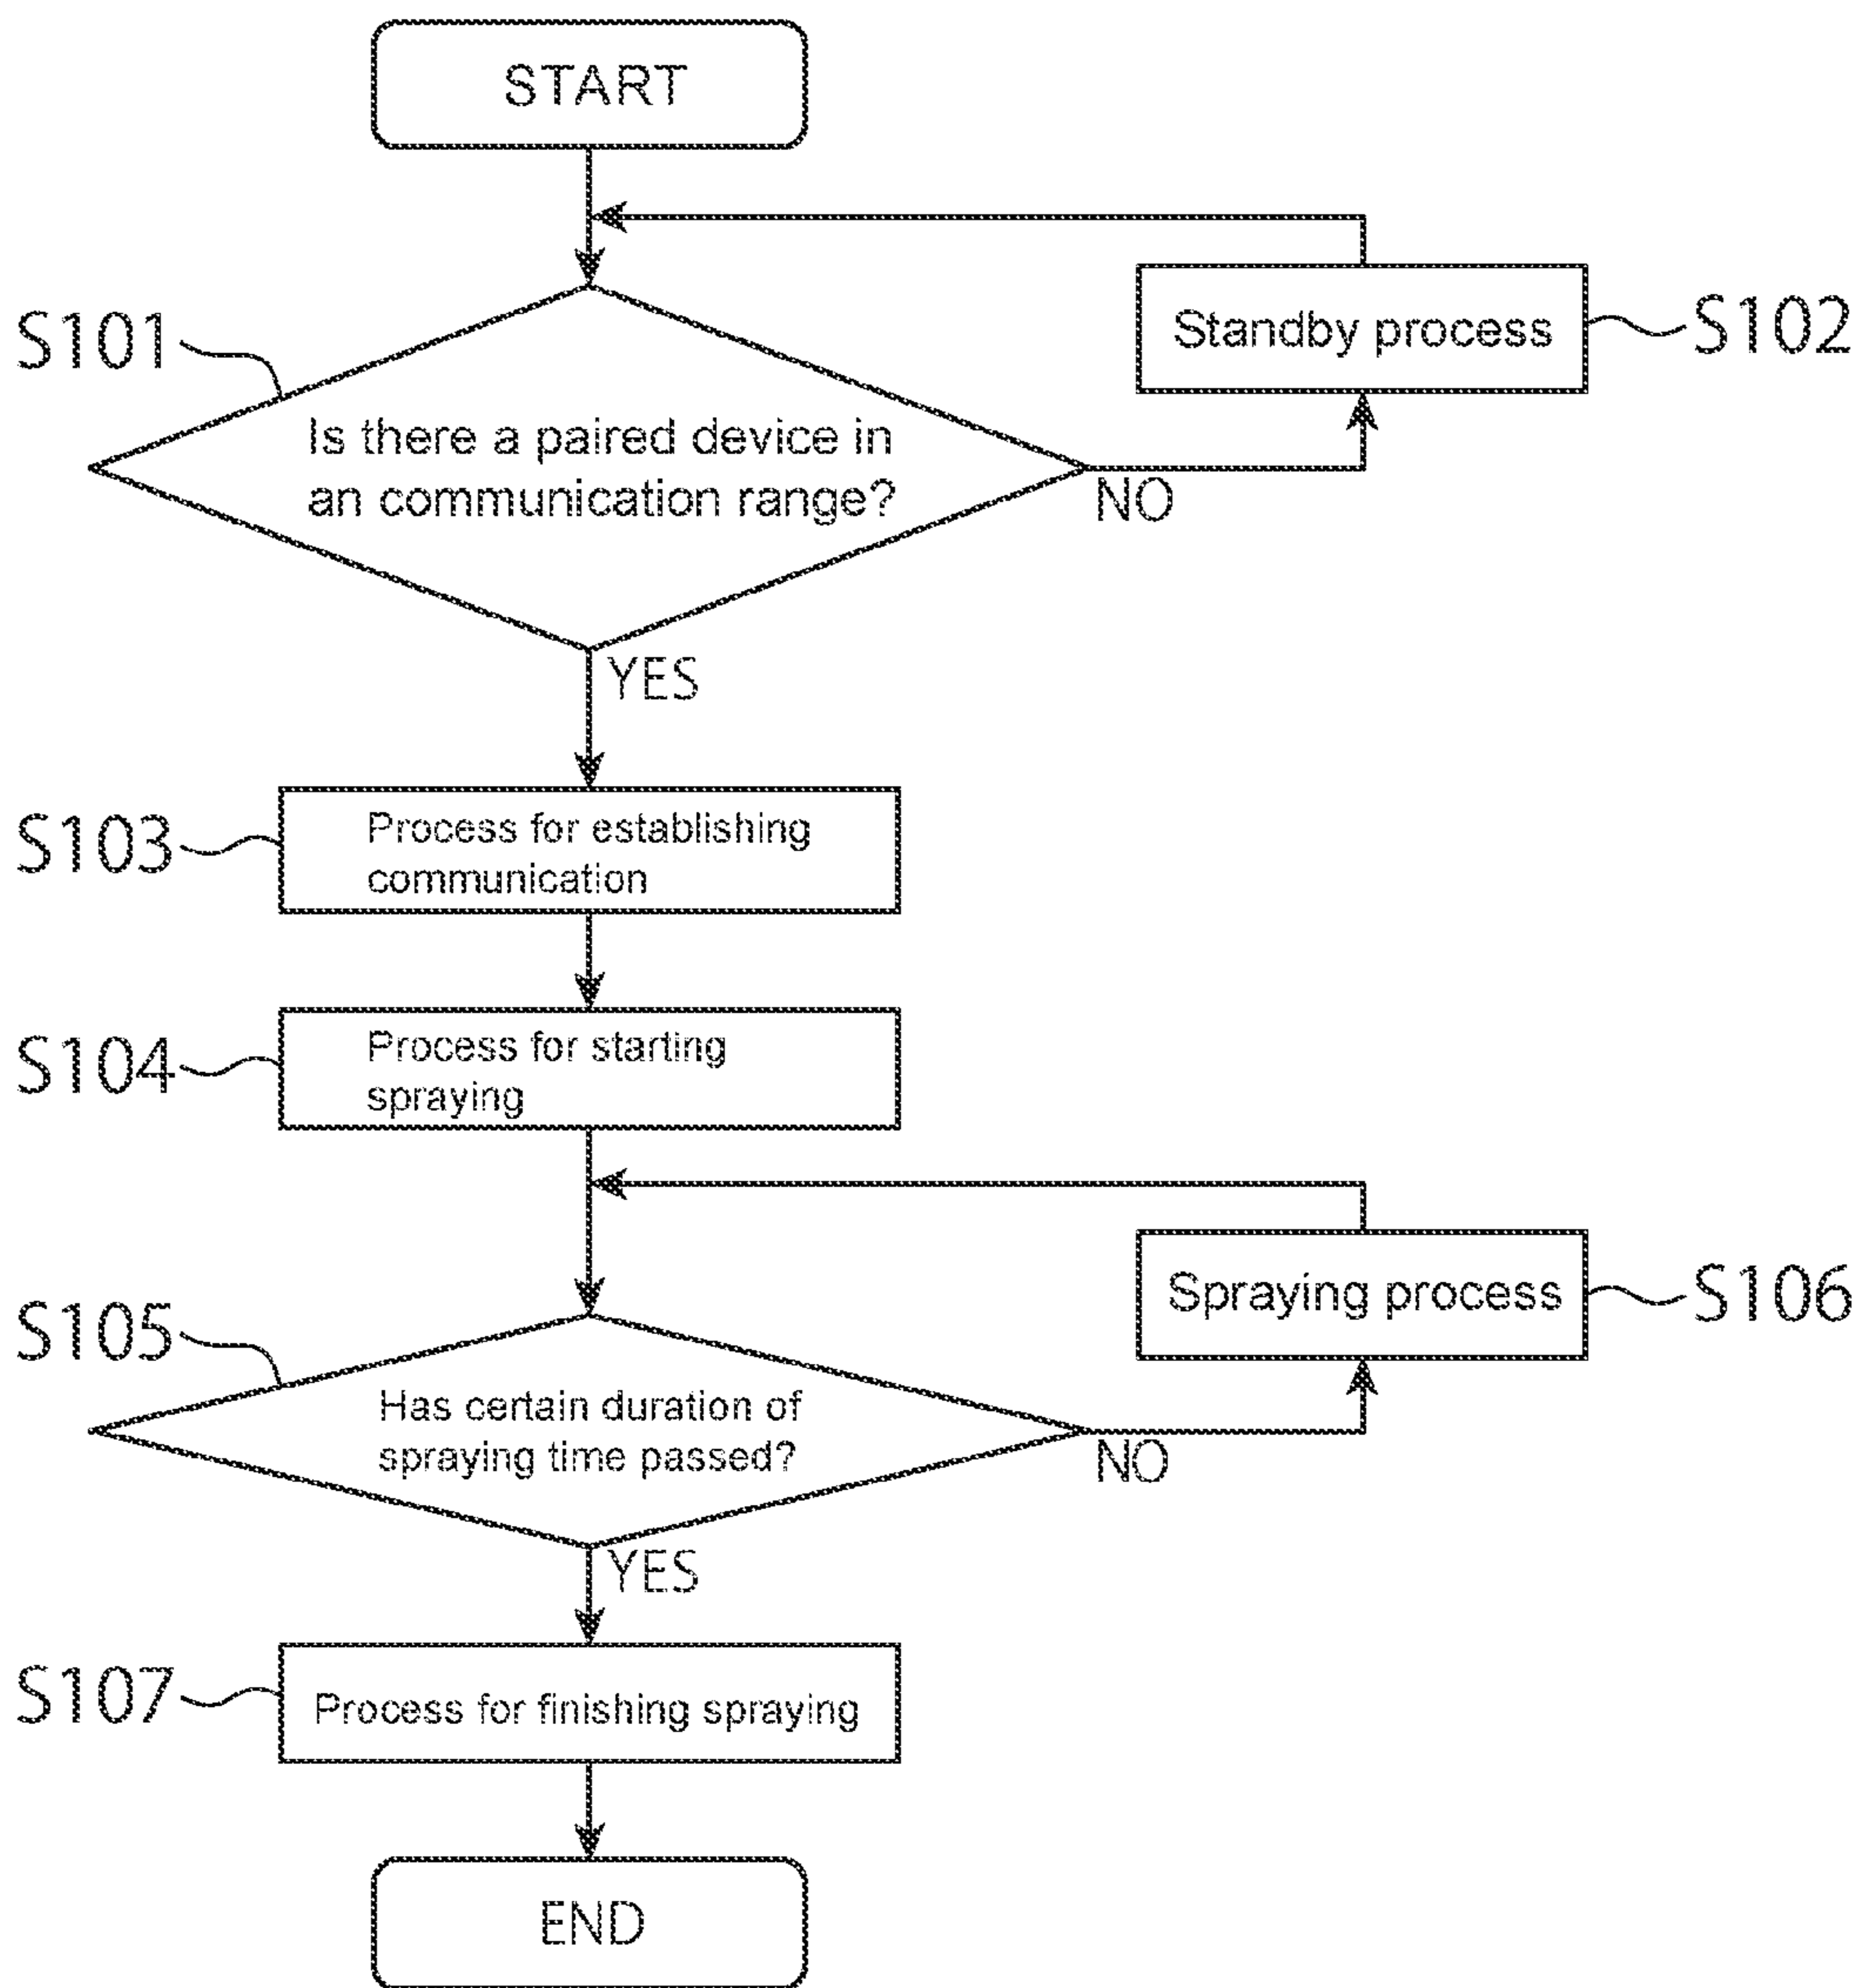 START
Standby process
S102
S101
Is there a paired device in
an communication range?
NO
YES
S103
Process for establishing
communication
S104
Process for starting
spraying
Spraying process
S106
S105
Has certain duration of
spraying time passed?
NO
YES
S107
Process for finishing spraying
END